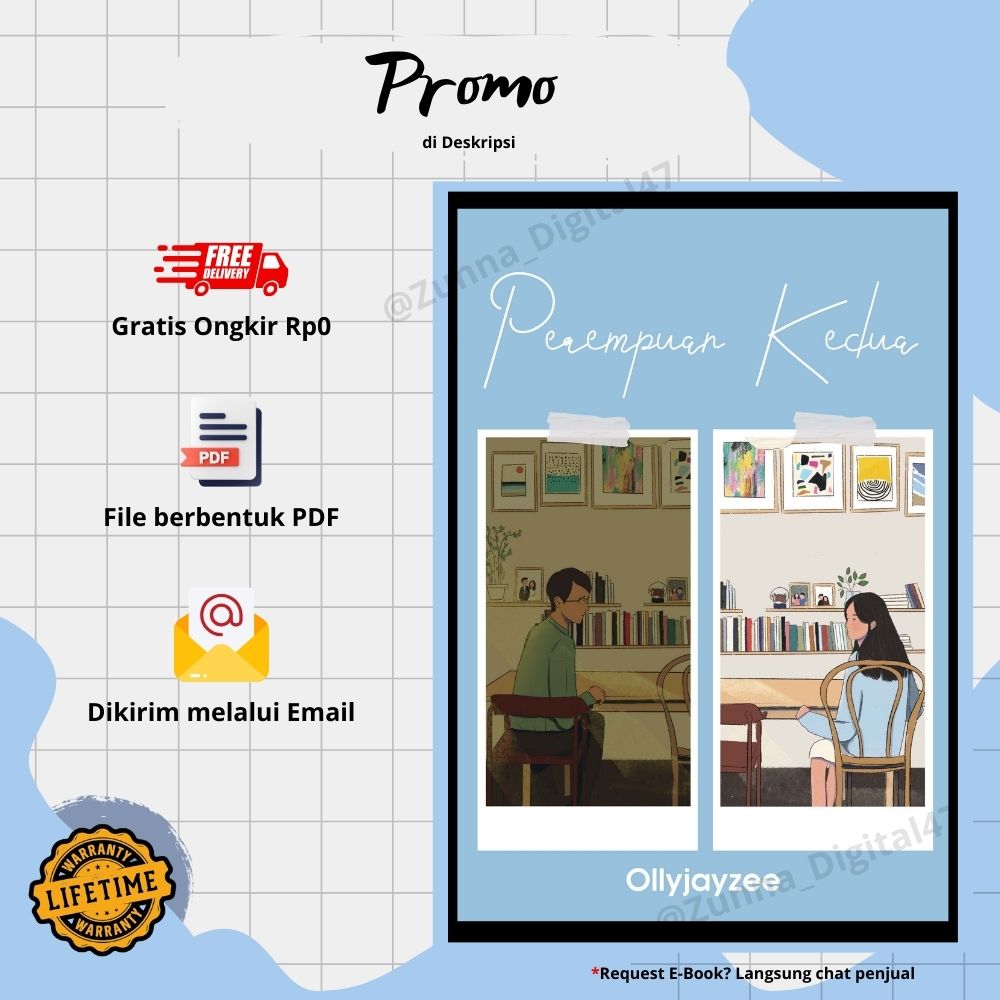 Promo
di Deskripsi
@Zunna_Digital47
FREE
DELIVERY
Gratis Ongkir Rp0
Perempuan Kedua
PDF
File berbentuk PDF
@
Dikirim melalui Email
WARRANTY
LIFETIME
WARRANTY
Ollyjayzee
@Zunna_Digital47
*Request E-Book? Langsung chat penjual